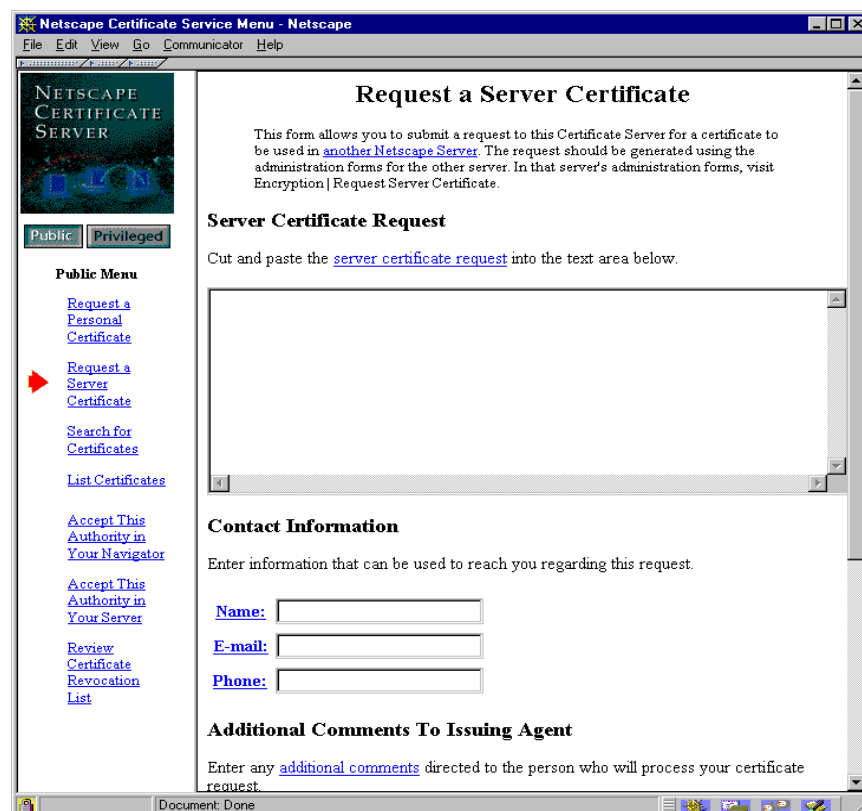 Netscape Certificate Service Menu - Netscape
File Edit View Go Communicator Help
NETSCAPE
CERTIFICATE
SERVER
Public Privileged
Public Menu
Request a
Personal
Certificate
Request a
Server
Certificate
Search for
Certificates
List Certificates
Accept This
Authority in
Your Navigator
Accept This
Authority in
Your Server
Review
Certificate
Revocation
List
Request a Server Certificate
This form allows you to submit a request to this Certificate Server for a certificate to
be used in another Netscape Server. The request should be generated using the
administration forms for the other server. In that server's administration forms, visit
Encryption | Request Server Certificate.
Server Certificate Request
Cut and paste the server certificate request into the text area below.
Contact Information
Enter information that can be used to reach you regarding this request.
Name:
E-mail:
Phone:
Additional Comments To Issuing Agent
Enter any additional comments directed to the person who will process your certificate
request.
Document: Done